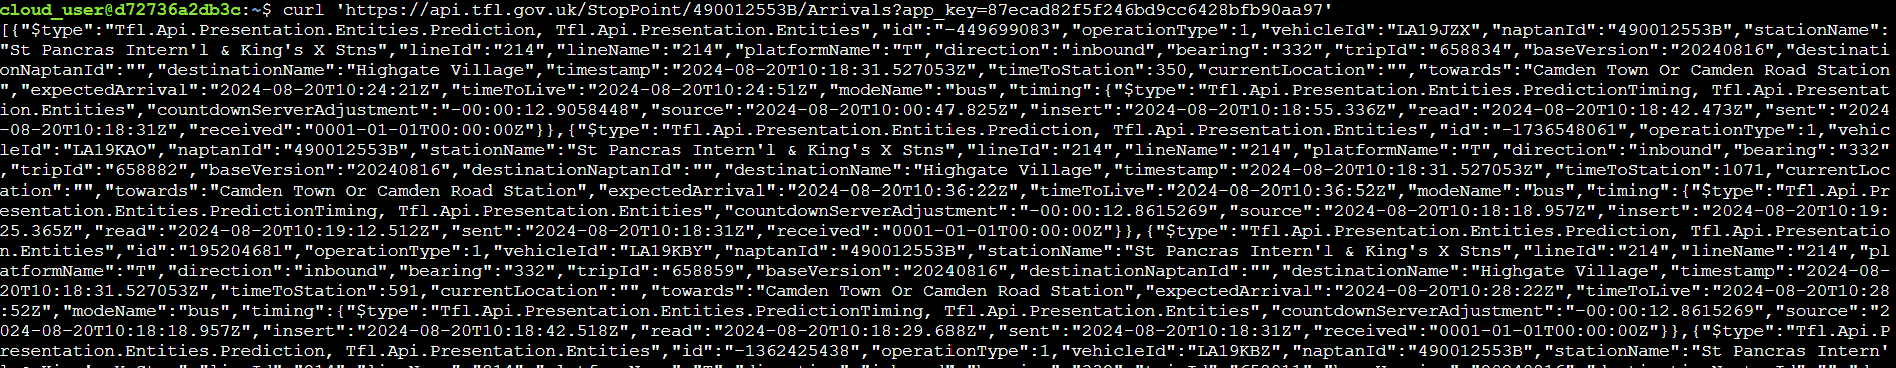 cloud_user@d72736a2db3c:~$ curl 'https://api.tfl.gov.uk/StopPoint/490012553B/Arrivals?app_key=87ecad82f5f246bd9cc6428bfb90aa97'
[{"$type":"Tfl.Api.Presentation.Entities.Prediction, Tfl.Api.Presentation.Entities","id":"-449699083","operationType":1,"vehicleId":"LA19JZX","naptanId":"490012553B","stationName":
"St Pancras Intern'l & King's X Stns","lineId":"214","lineName":"214","platformName":"T","direction":"inbound","bearing":"332","tripId":"658834","baseVersion":"20240816","destinati
onNaptanId":"","destinationName":"Highgate Village","timestamp":"2024-08-20T10:18:31.527053Z","timeToStation":350,"currentLocation":"","towards":"Camden Town Or Camden Road Station
","expectedArrival":"2024-08-20T10:24:21Z","timeToLive":"2024-08-20T10:24:51Z","modeName":"bus","timing":{"$type":"Tfl.Api.Presentation.Entities.PredictionTiming, Tfl.Api.Presentat
ion.Entities","countdownServerAdjustment":"-00:00:12.9058448","source":"2024-08-20T10:00:47.825Z","insert":"2024-08-20T10:18:55.336Z","read":"2024-08-20T10:18:42.473Z","sent":"2024
-08-20T10:18:31Z","received":"0001-01-01T00:00:00Z"}},{"$type":"Tfl.Api.Presentation.Entities.Prediction, Tfl.Api.Presentation.Entities","id":"-1736548061","operationType":1,"vehic
leId":"LA19KAO","naptanId":"490012553B","stationName":"St Pancras Intern'l & King's X Stns","lineId":"214","lineName":"214","platformName":"T","direction":"inbound","bearing":"332"
,"tripId":"658882","baseVersion":"20240816","destinationNaptanId":"","destinationName":"Highgate Village","timestamp":"2024-08-20T10:18:31.527053Z","timeToStation":1071,"currentLoc
ation":"","towards":"Camden Town Or Camden Road Station","expectedArrival":"2024-08-20T10:36:22Z","timeToLive":"2024-08-20T10:36:52Z","modeName":"bus","timing":{"$type":"Tfl.Api.Pr
esentation.Entities.PredictionTiming, Tfl.Api.Presentation.Entities","countdownServerAdjustment":"-00:00:12.8615269","source":"2024-08-20T10:18:18.957Z","insert":"2024-08-20T10:19:
25.365Z","read":"2024-08-20T10:19:12.512Z","sent":"2024-08-20T10:18:31Z","received":"0001-01-01T00:00:00Z"}},{"$type":"Tfl.Api.Presentation.Entities.Prediction, Tfl.Api.Presentatio
n.Entities","id":"195204681","operationType":1,"vehicleId":"LA19KBY","naptanId":"490012553B","stationName":"St Pancras Intern'l & King's X Stns","lineId":"214","lineName":"214","pl
atformName":"T","direction":"inbound","bearing":"332","tripId":"658859","baseVersion":"20240816","destinationNaptanId":"","destinationName":"Highgate Village","timestamp":"2024-08-
20T10:18:31.527053Z","timeToStation":591,"currentLocation":"","towards":"Camden Town Or Camden Road Station","expectedArrival":"2024-08-20T10:28:22Z","timeToLive":"2024-08-20T10:28
:52Z","modeName":"bus","timing":{"$type":"Tfl.Api.Presentation.Entities.PredictionTiming, Tfl.Api.Presentation.Entities","countdownServerAdjustment":"-00:00:12.8615269","source":"2
024-08-20T10:18:18.957Z","insert":"2024-08-20T10:18:42.518Z","read":"2024-08-20T10:18:29.688Z","sent":"2024-08-20T10:18:31Z","received":"0001-01-01T00:00:00Z"}},{"$type":"Tfl.Api.P
resentation.Entities.Prediction, Tfl.Api.Presentation.Entities","id":"-1362425438","operationType":1,"vehicleId":"LA19KBZ","naptanId":"490012553B","stationName":"St Pancras Intern'